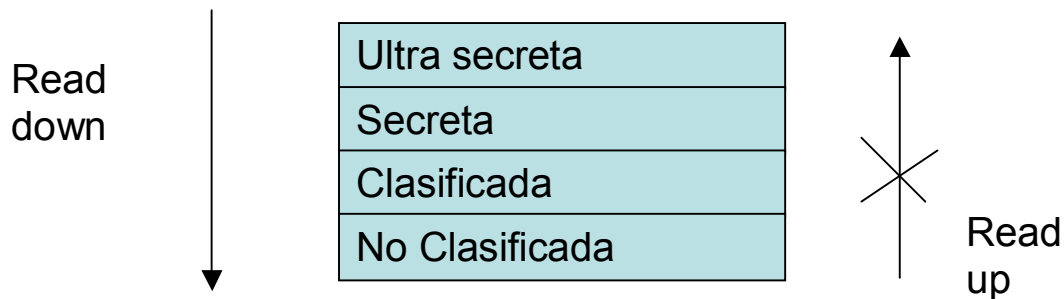 Read
down
Ultra secreta
Secreta
Clasificada
No Clasificada
Read
up